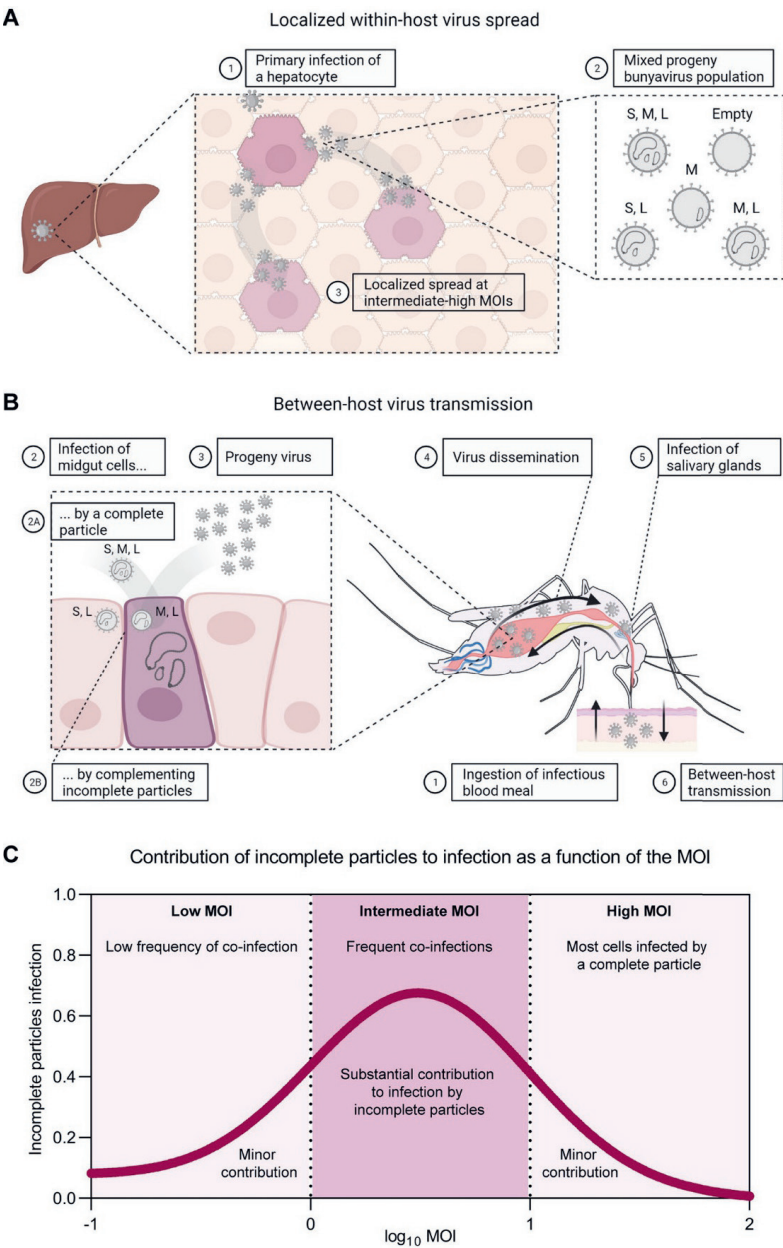 A
Localized within-host virus spread
1
Primary infection of
a hepatocyte
2
Mixed progeny
bunyavirus population
S, M, L
Empty
M
S, L
M, L
3
Localized spread at
intermediate-high MOIs
B
Between-host virus transmission
2
Infection of
midgut cells...
3
Progeny virus
4
Virus dissemination
5
Infection of
salivary glands
2A
... by a complete
particle
S, M, L
S, L
M, L
2B
... by complementing
incomplete particles
1
Ingestion of infectious
blood meal
6
Between-host
transmission
C
Contribution of incomplete particles to infection as a function of the MOI
Incomplete particles infection
1.0
0.8
0.6
0.4
0.2
0.0
Low MOI
Low frequency of co-infection
Minor
contribution
Intermediate MOI
Frequent co-infections
Substantial contribution
to infection by
incomplete particles
High MOI
Most cells infected by
a complete particle
Minor
contribution
-1
0
1
2
log10 MOI